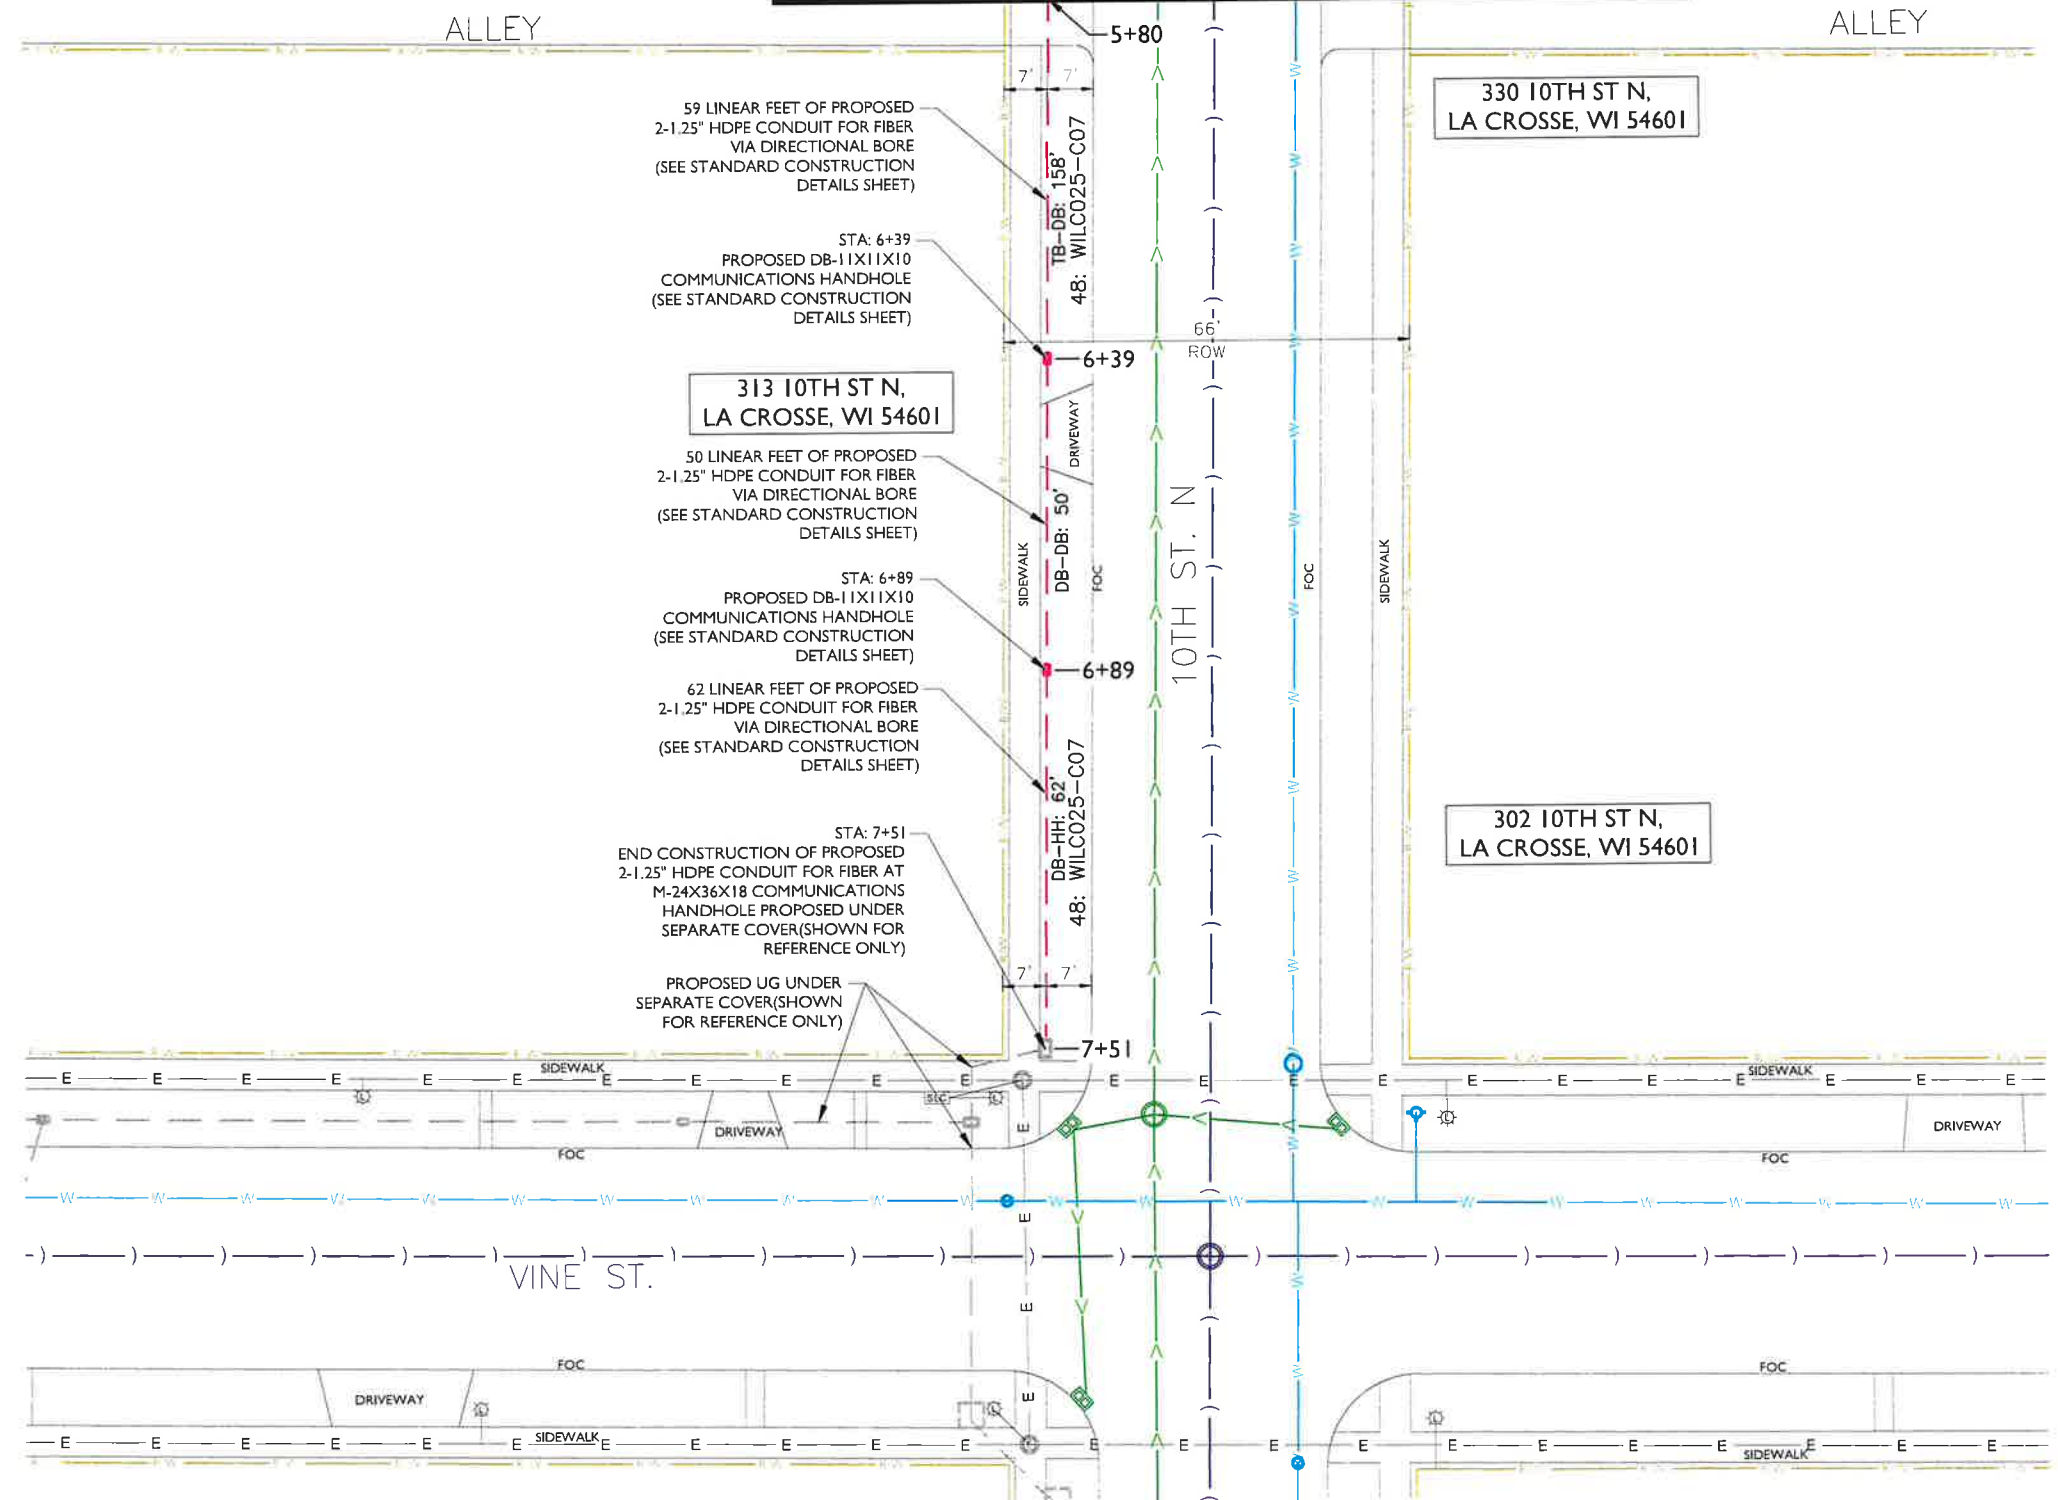 ALLEY
ALLEY
5+80
7'
7'
330 10TH ST N,
LA CROSSE, WI 54601
59 LINEAR FEET OF PROPOSED
2-1.25" HDPE CONDUIT FOR FIBER
VIA DIRECTIONAL BORE
(SEE STANDARD CONSTRUCTION
DETAILS SHEET)
TB-DB: 158'
48: WILC025-C07
STA: 6+39
PROPOSED DB-11X11X10
COMMUNICATIONS HANDHOLE
(SEE STANDARD CONSTRUCTION
DETAILS SHEET)
66'
ROW
6+39
313 10TH ST N,
LA CROSSE, WI 54601
DRIVEWAY
50 LINEAR FEET OF PROPOSED
2-1.25" HDPE CONDUIT FOR FIBER
VIA DIRECTIONAL BORE
(SEE STANDARD CONSTRUCTION
DETAILS SHEET)
DB-DB: 50'
SIDEWALK
FOC
10TH ST. N
FOC
SIDEWALK
STA: 6+89
PROPOSED DB-11X11X10
COMMUNICATIONS HANDHOLE
(SEE STANDARD CONSTRUCTION
DETAILS SHEET)
6+89
62 LINEAR FEET OF PROPOSED
2-1.25" HDPE CONDUIT FOR FIBER
VIA DIRECTIONAL BORE
(SEE STANDARD CONSTRUCTION
DETAILS SHEET)
DB-HH: 62'
48: WILC025-C07
302 10TH ST N,
LA CROSSE, WI 54601
STA: 7+51
END CONSTRUCTION OF PROPOSED
2-1.25" HDPE CONDUIT FOR FIBER AT
M-24X36X18 COMMUNICATIONS
HANDHOLE PROPOSED UNDER
SEPARATE COVER(SHOWN FOR
REFERENCE ONLY)
7'
7'
PROPOSED UG UNDER
SEPARATE COVER(SHOWN
FOR REFERENCE ONLY)
7+51
SIDEWALK
SIDEWALK
E E E E E E E E E E E E E E E E E E E E E E
SLC
DRIVEWAY
E
DRIVEWAY
FOC
FOC
W W W W W W W W W W W W W W W W W W W W W W
E
VINE ST.
E
FOC
FOC
DRIVEWAY
E
SIDEWALK
SIDEWALK
E E E E E E E E E E E E E E E E E E E E E E